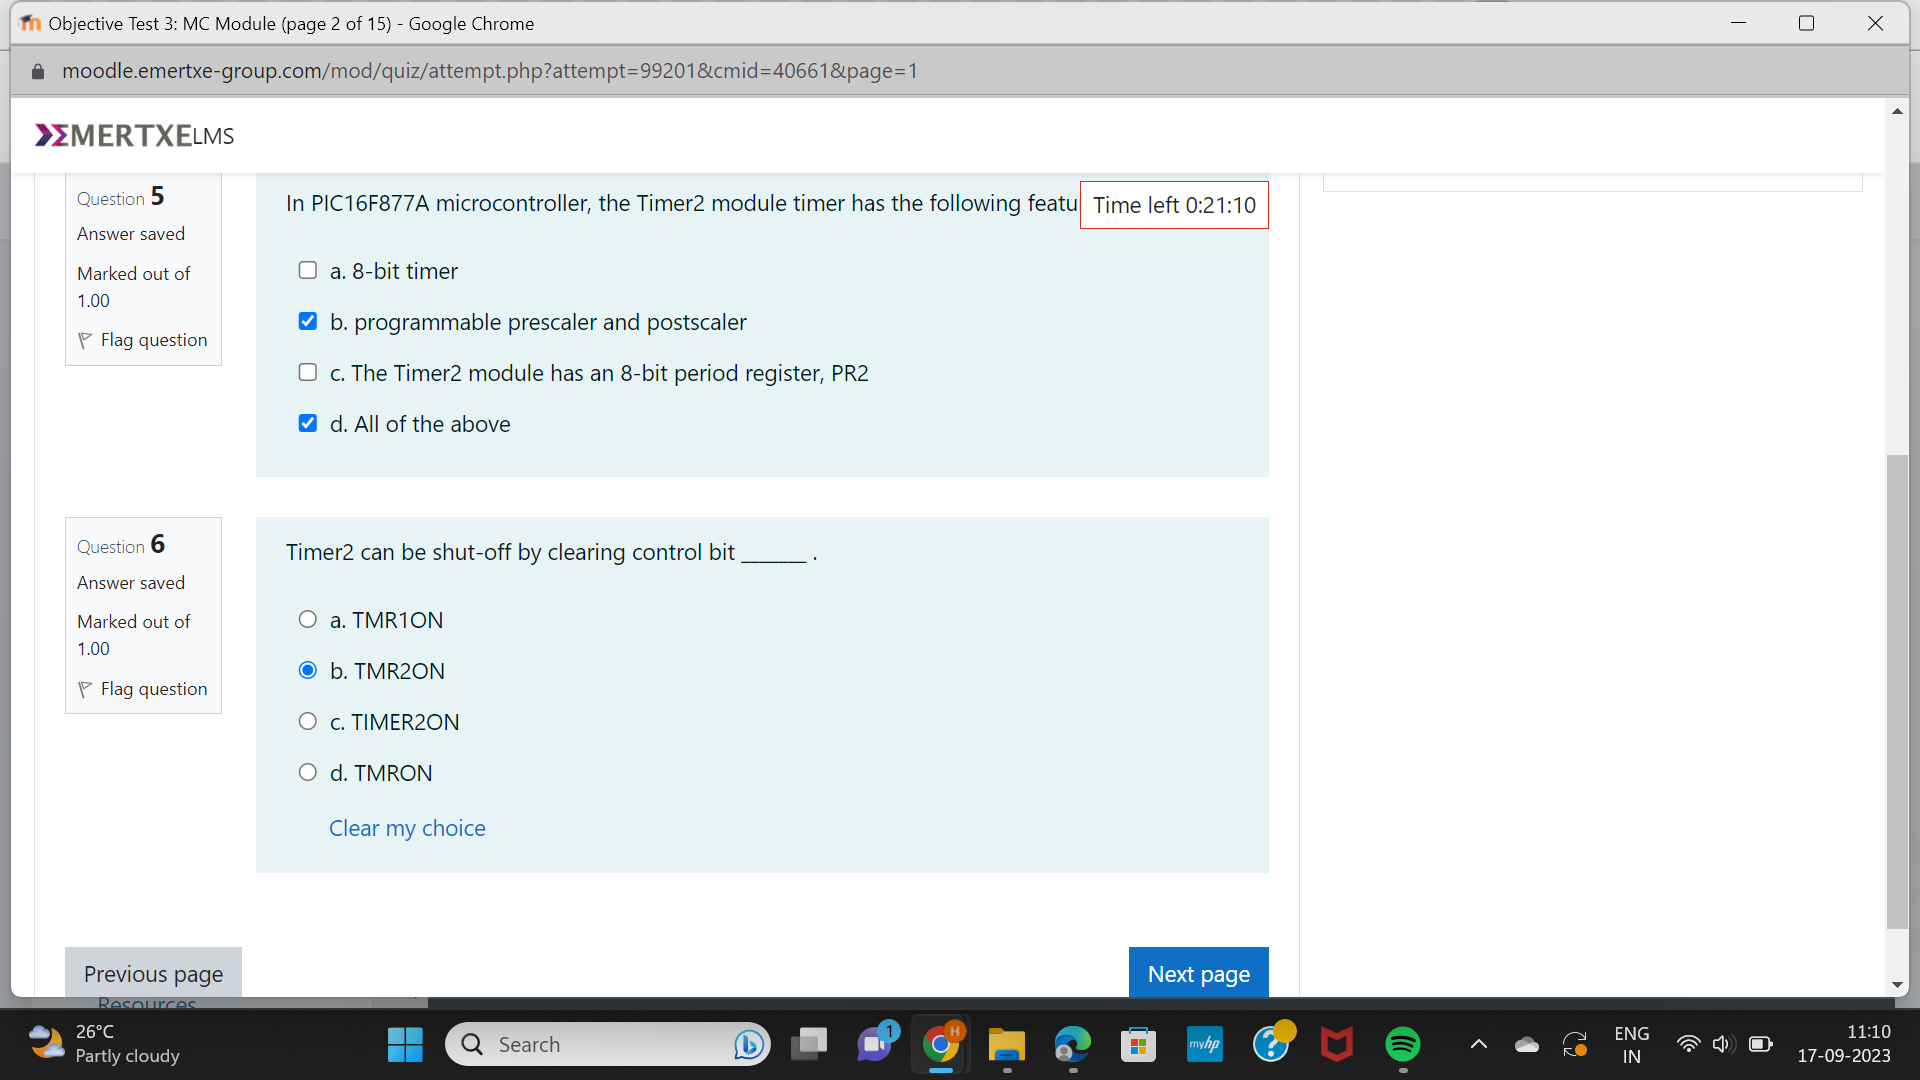 Objective Test 3: MC Module (page 2 of 15) - Google Chrome
moodle.emertxe-group.com/mod/quiz/attempt.php?attempt=99201&cmid=40661&page=1
EMERTXE LMS
Question 5
Answer saved
Marked out of
1.00
Flag question
In PIC16F877A microcontroller, the Timer2 module timer has the following featu
Time left 0:21:10
a. 8-bit timer
b. programmable prescaler and postscaler
c. The Timer2 module has an 8-bit period register, PR2
d. All of the above
Question 6
Answer saved
Marked out of
1.00
Flag question
Timer2 can be shut-off by clearing control bit _______ .
a. TMR1ON
b. TMR2ON
c. TIMER2ON
d. TMRON
Clear my choice
Previous page
Next page
Resources
26°C
Partly cloudy
Search
1
H
myhp
ENG
IN
11:10
17-09-2023